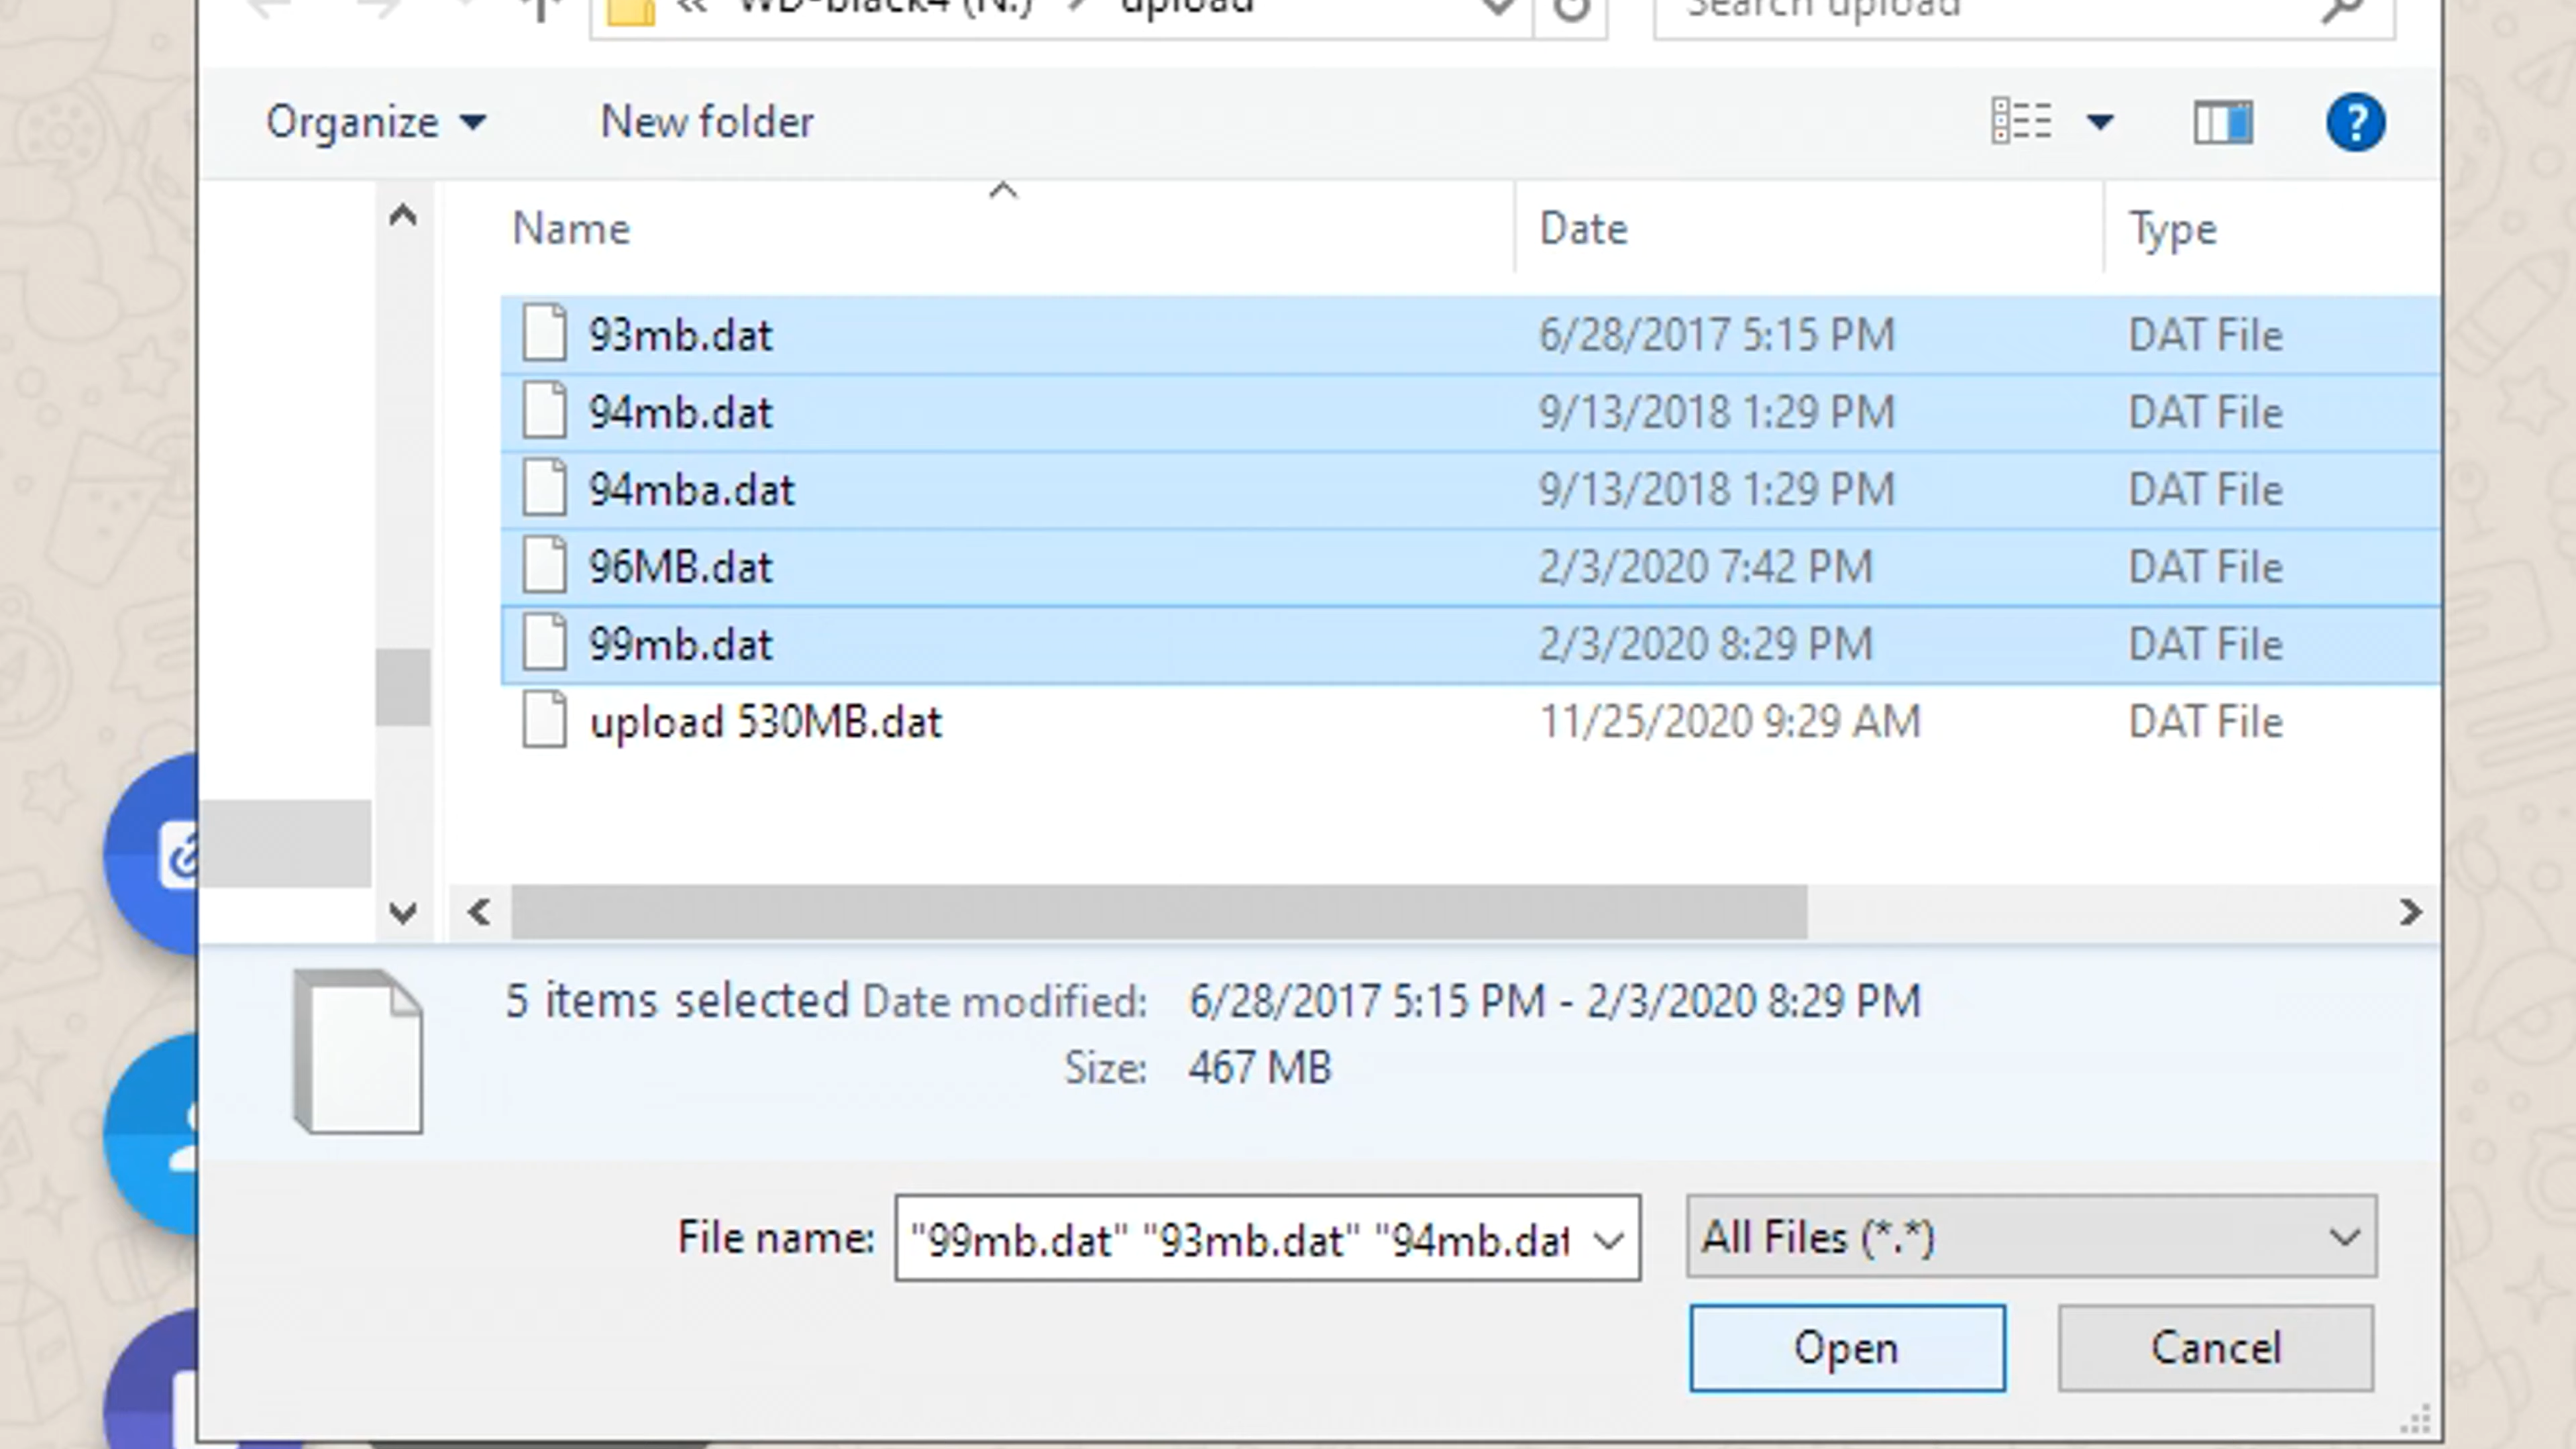 « WD-black4 (N:) > upload
Search upload
Organize New folder
Name Date Type
93mb.dat 6/28/2017 5:15 PM DAT File
94mb.dat 9/13/2018 1:29 PM DAT File
94mba.dat 9/13/2018 1:29 PM DAT File
96MB.dat 2/3/2020 7:42 PM DAT File
99mb.dat 2/3/2020 8:29 PM DAT File
upload 530MB.dat 11/25/2020 9:29 AM DAT File
5 items selected Date modified: 6/28/2017 5:15 PM - 2/3/2020 8:29 PM
Size: 467 MB
File name: "99mb.dat" "93mb.dat" "94mb.dat All Files (*.*)
Open Cancel